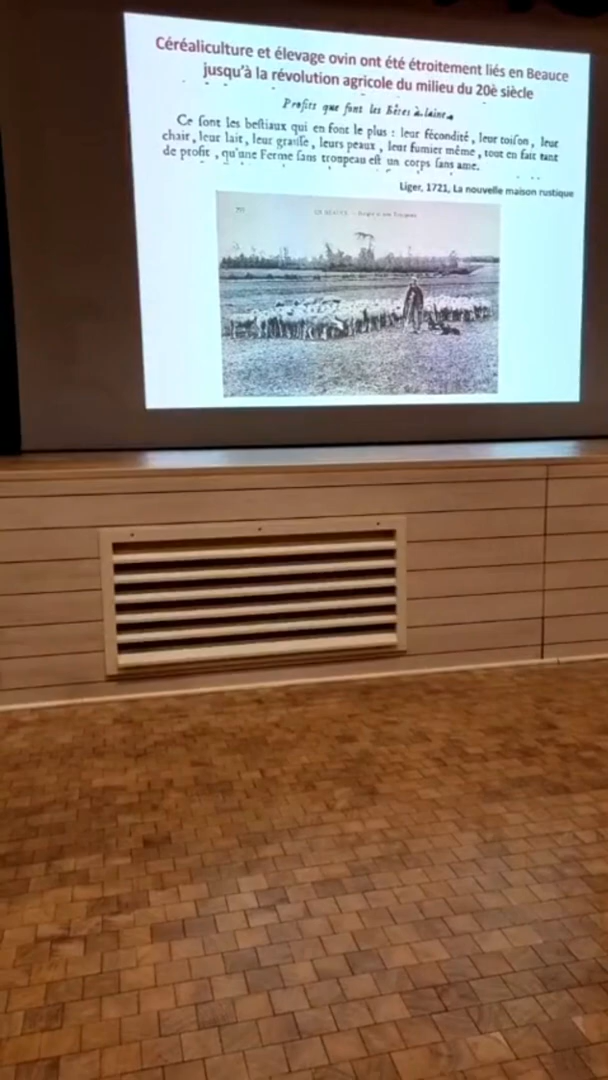 Céréaliculture et élevage ovin ont été étroitement liés en Beauce
jusqu'à la révolution agricole du milieu du 20è siècle
Profits que font les Bêtes à laine
Ce ſont les beſtiaux qui en font le plus : leur fécondité, leur toiſon, leur
chair, leur lait, leur graiſſe, leurs peaux, leur fumier même, tout en fait tant
de profit, qu'une Ferme ſans troupeau eſt un corps ſans ame.
Liger, 1721, La nouvelle maison rustique
LA BEAUCE